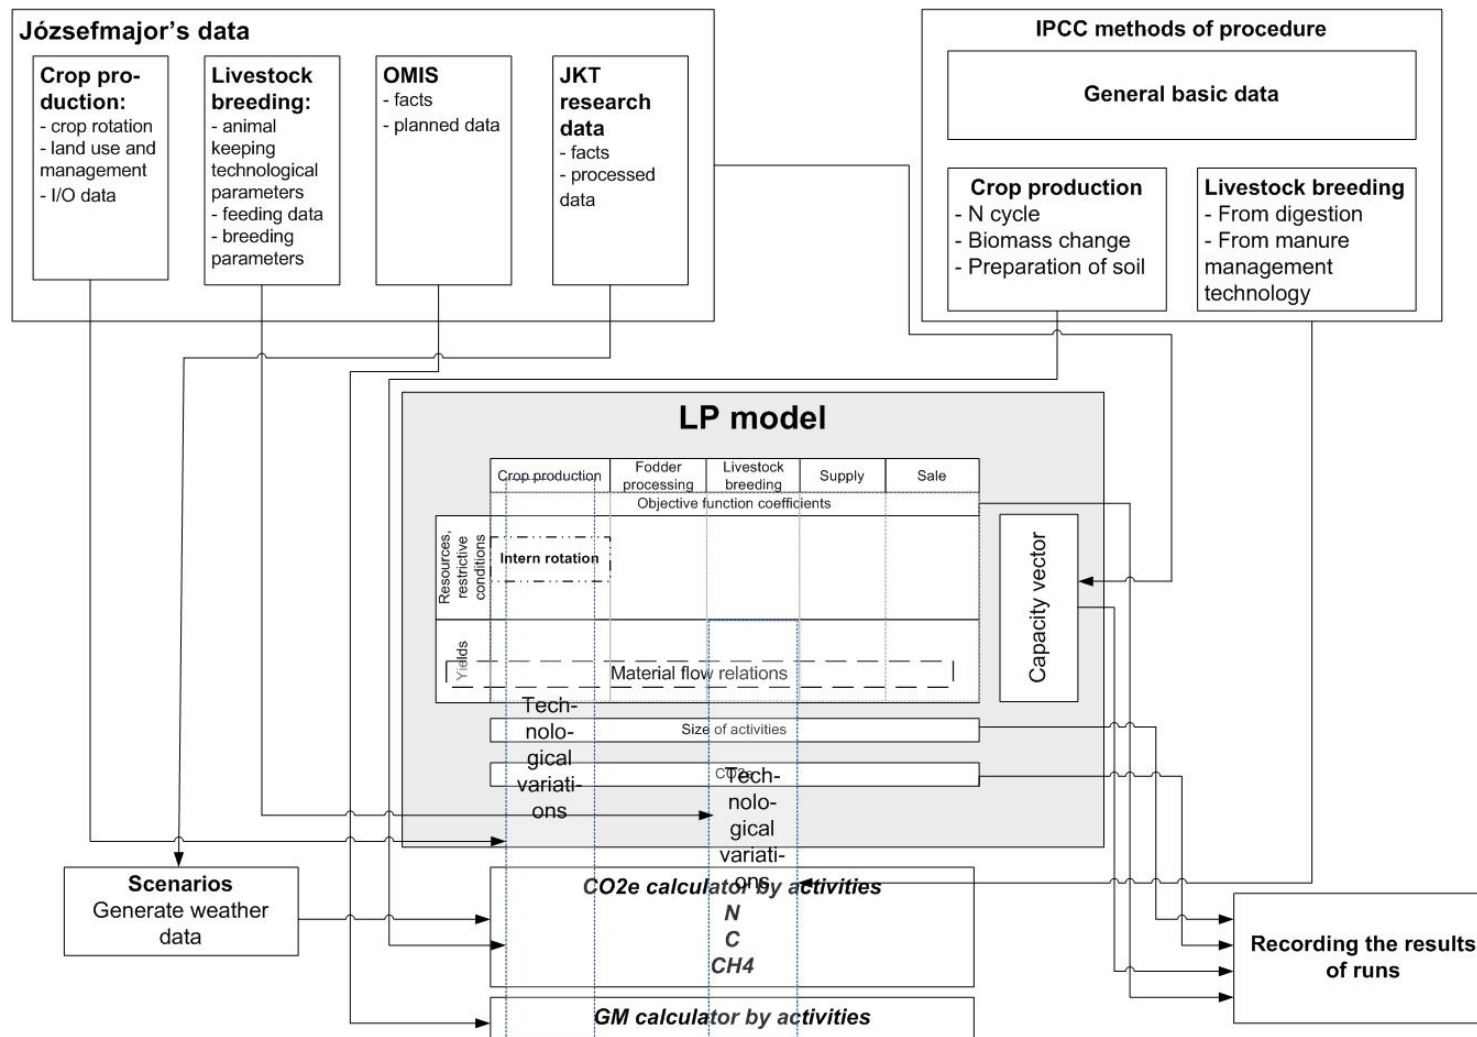 Józsefmajor’s data
Crop pro-
duction:
- crop rotation
- land use and
management
- I/O data
Livestock
breeding:
- animal
keeping
technological
parameters
- feeding data
- breeding
parameters
OMIS
- facts
- planned data
JKT
research
data
- facts
- processed
data
IPCC methods of procedure
General basic data
Crop production
- N cycle
- Biomass change
- Preparation of soil
Livestock breeding
- From digestion
- From manure
management
technology
LP model
Crop production
Fodder
processing
Livestock
breeding
Supply
Sale
Objective function coefficients
Resources,
restrictive
conditions
Intern rotation
Yields
Material flow relations
Capacity vector
Size of activities
CO2e
Tech-
nolo-
gical
variati-
ons
Tech-
nolo-
gical
variati-
ons
Scenarios
Generate weather
data
CO2e calculator by activities
N
C
CH4
GM calculator by activities
Recording the results
of runs